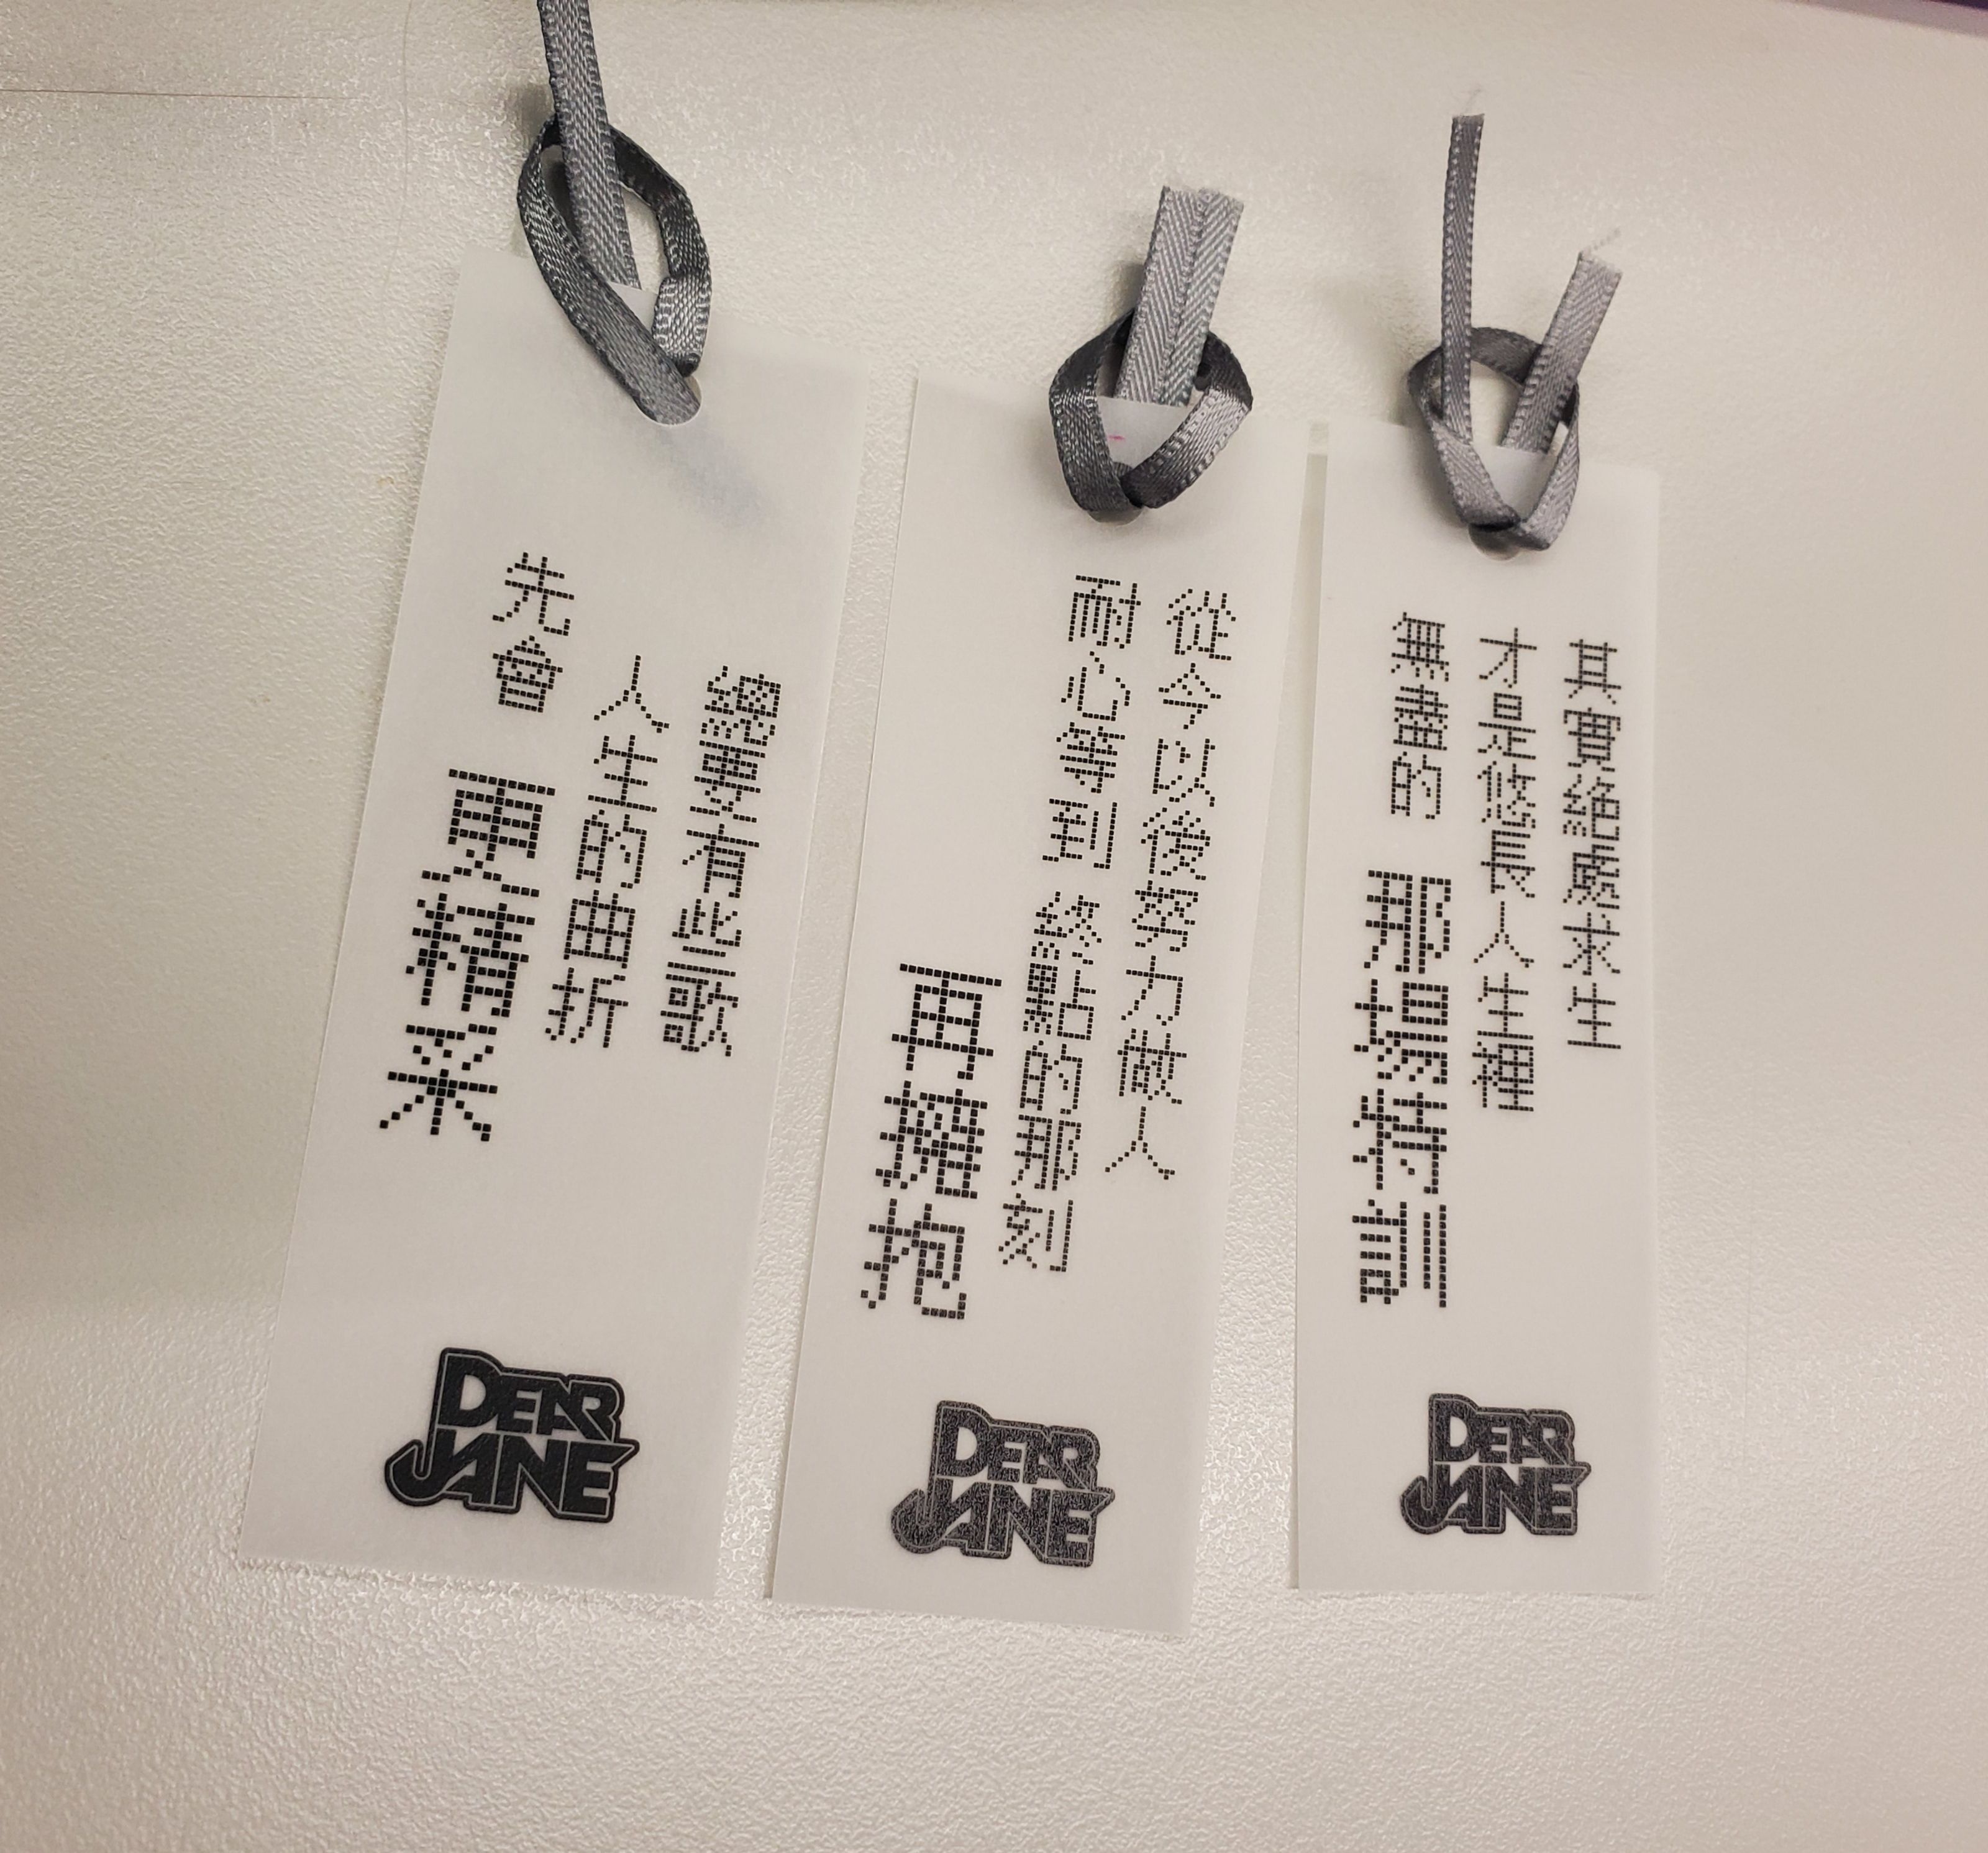 總要有些歌
人生的曲折
先會 更精采
DEAR
JANE
從今以後努力做人
耐心等到 終點的那刻
再擁抱
DEAR
JANE
其實絕處求生
才是悠長人生裡
無盡的 那場特訓
DEAR
JANE